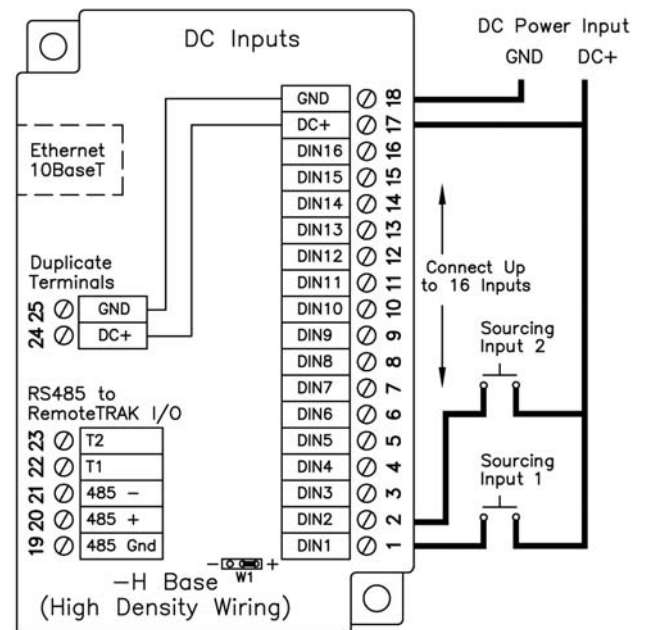 DC Inputs
DC Power Input
GND DC+
Ethernet
10BaseT
GND 18
DC+ 17
DIN16 16
DIN15 15
DIN14 14
DIN13 13
DIN12 12
DIN11 11
DIN10 10
DIN9 9
DIN8 8
DIN7 7
DIN6 6
DIN5 5
DIN4 4
DIN3 3
DIN2 2
DIN1 1
Connect Up
to 16 Inputs
Duplicate
Terminals
25 GND
24 DC+
Sourcing
Input 2
RS485 to
RemoteTRAK I/O
23 T2
22 T1
21 485 -
20 485 +
19 485 Gnd
Sourcing
Input 1
- +
W1
-H Base
(High Density Wiring)